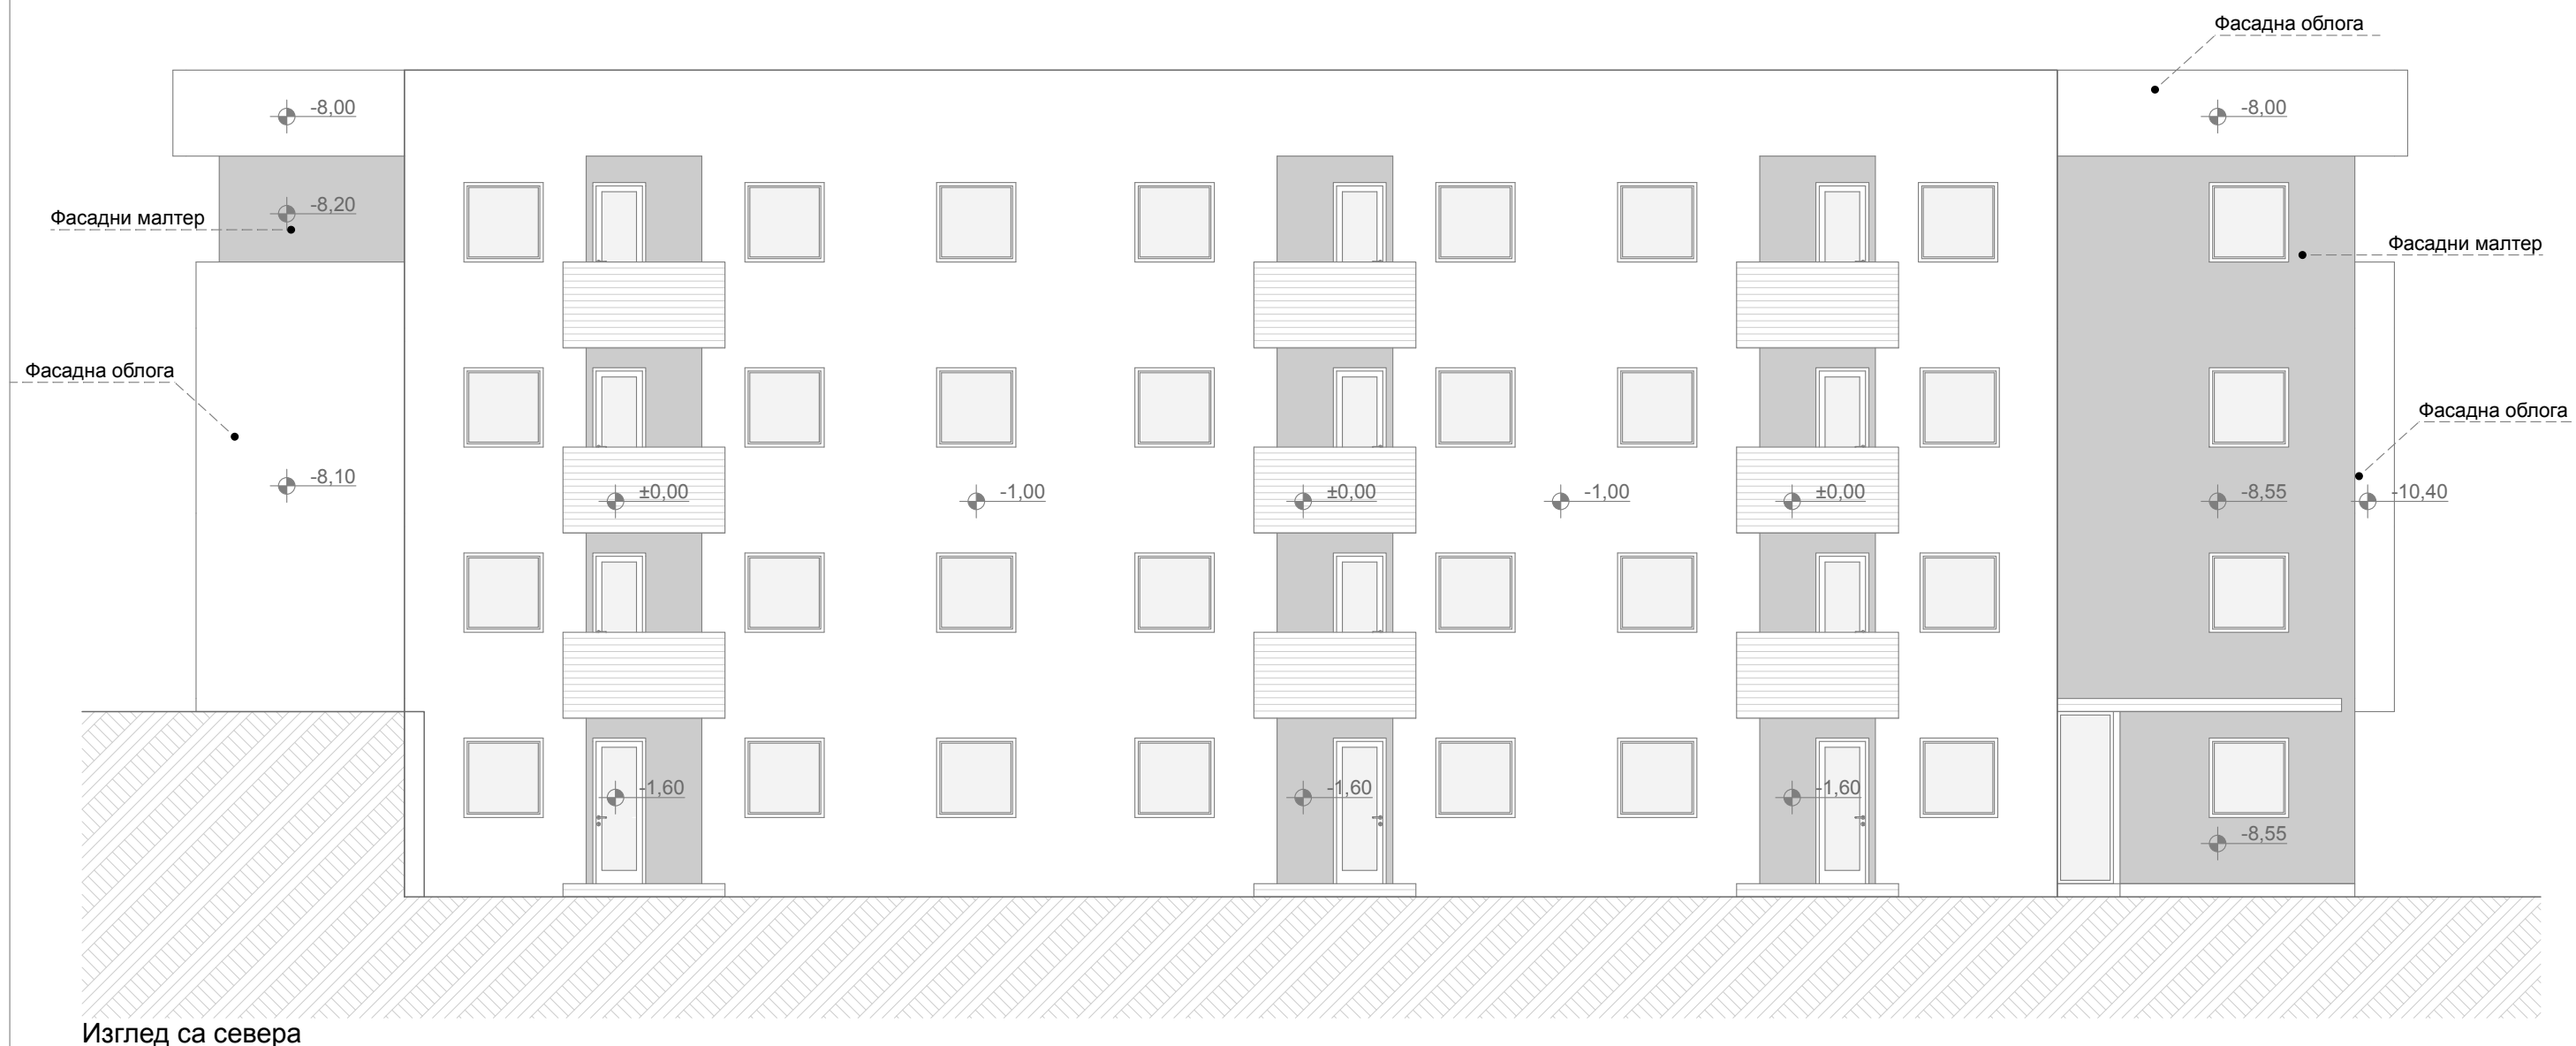 Фасадна облога
-8,00
-8,00
-8,20
Фасадни малтер
Фасадни малтер
Фасадна облога
Фасадна облога
-8,10
±0,00
-1,00
±0,00
-1,00
±0,00
-8,55
-10,40
-1,60
-1,60
-1,60
-8,55
Изглед са севера